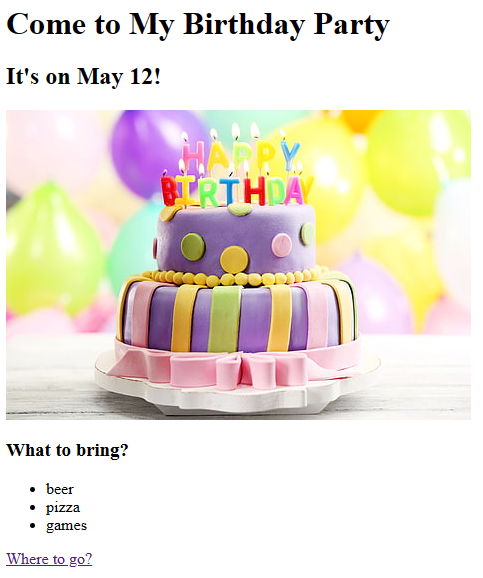 Come to My Birthday Party
It's on May 12!
HAPPY
BIRTHDAY
What to bring?
beer
pizza
games
Where to go?